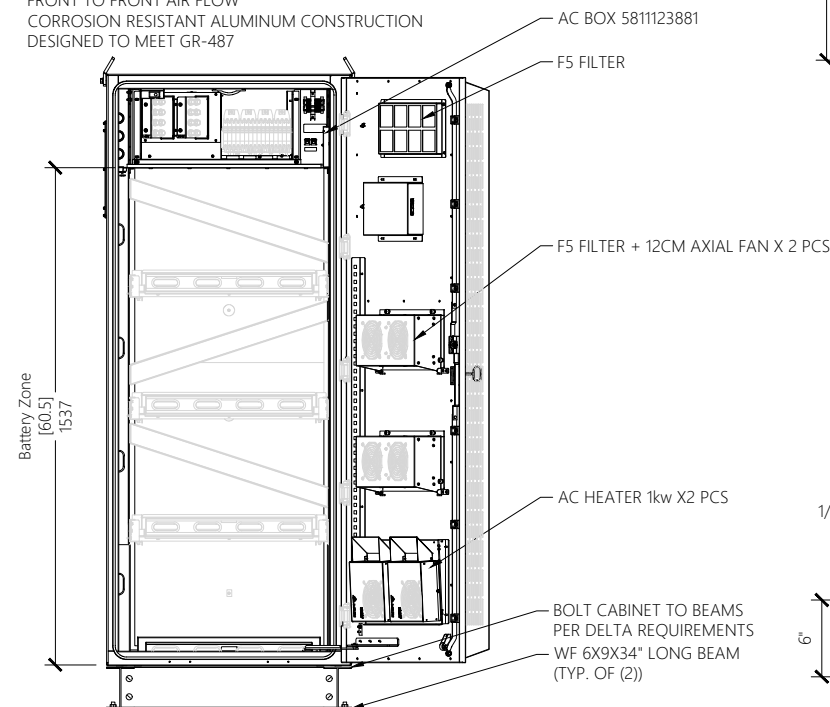 FRONT TO FRONT AIR FLOW
CORROSION RESISTANT ALUMINUM CONSTRUCTION
DESIGNED TO MEET GR-487
AC BOX 5811123881
F5 FILTER
F5 FILTER + 12CM AXIAL FAN X 2 PCS
Battery Zone
[60.5]
1537
AC HEATER 1kw X2 PCS
1/
BOLT CABINET TO BEAMS
PER DELTA REQUIREMENTS
WF 6X9X34" LONG BEAM
(TYP. OF (2))
6"